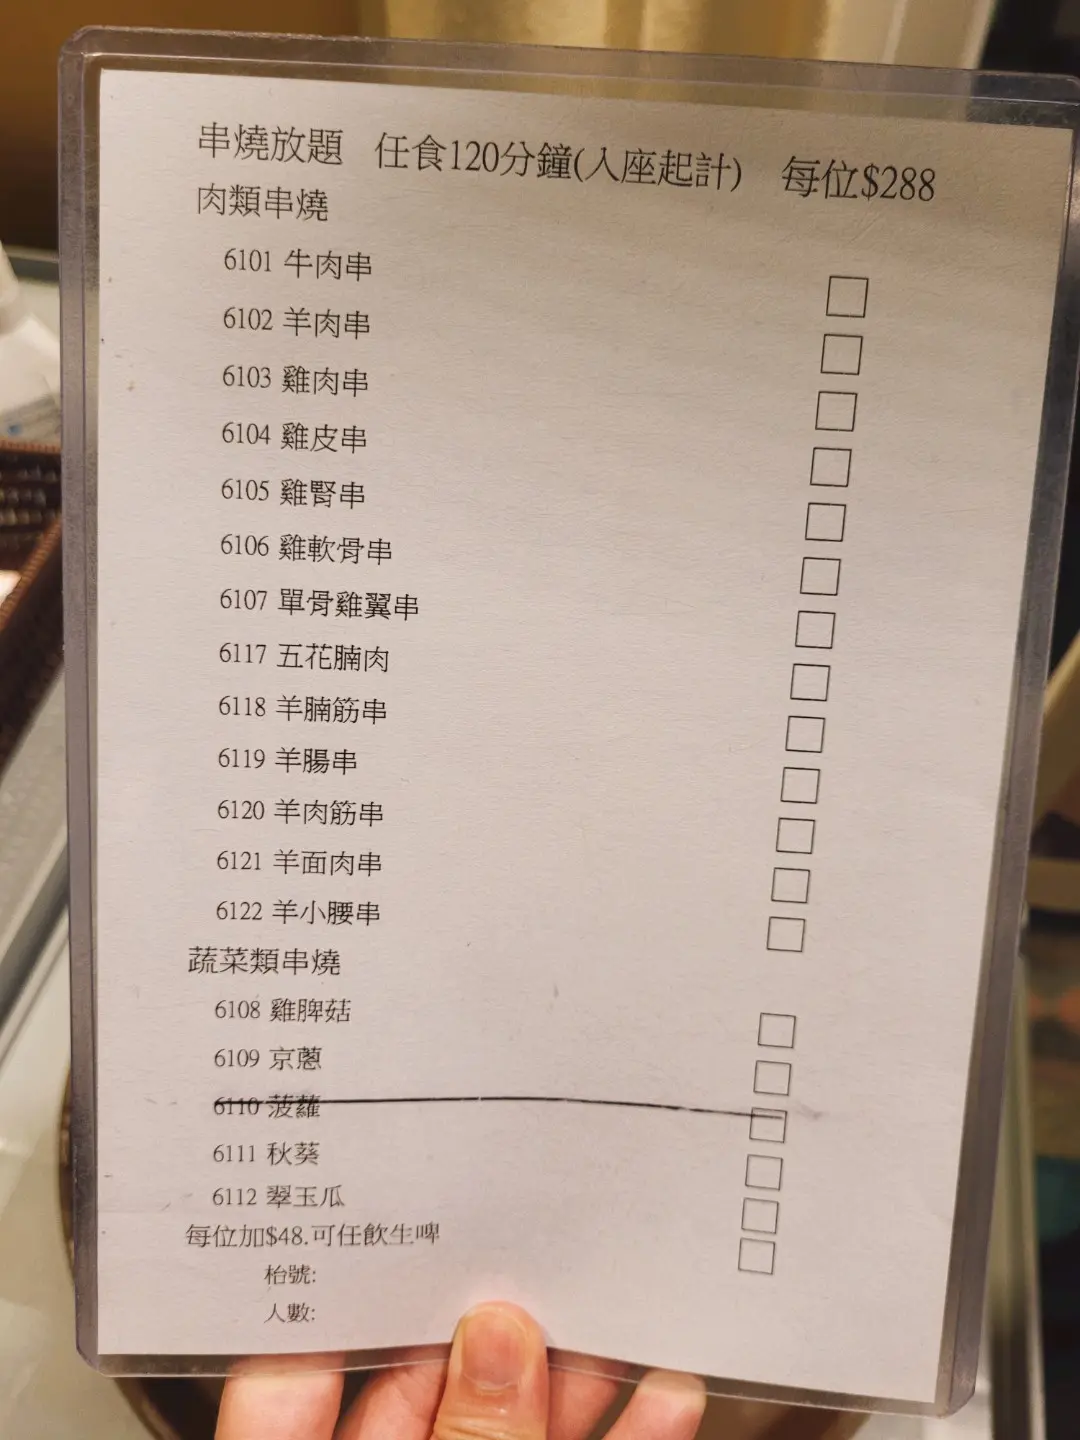 串燒放題 任食120分鐘(入座起計) 每位$288
肉類串燒
6101 牛肉串
6102 羊肉串
6103 雞肉串
6104 雞皮串
6105 雞腎串
6106 雞軟骨串
6107 單骨雞翼串
6117 五花腩肉
6118 羊腩筋串
6119 羊腸串
6120 羊肉筋串
6121 羊面肉串
6122 羊小腰串
蔬菜類串燒
6108 雞脾菇
6109 京蔥
6110 菠蘿
6111 秋葵
6112 翠玉瓜
每位加$48.可任飲生啤
枱號:
人數: